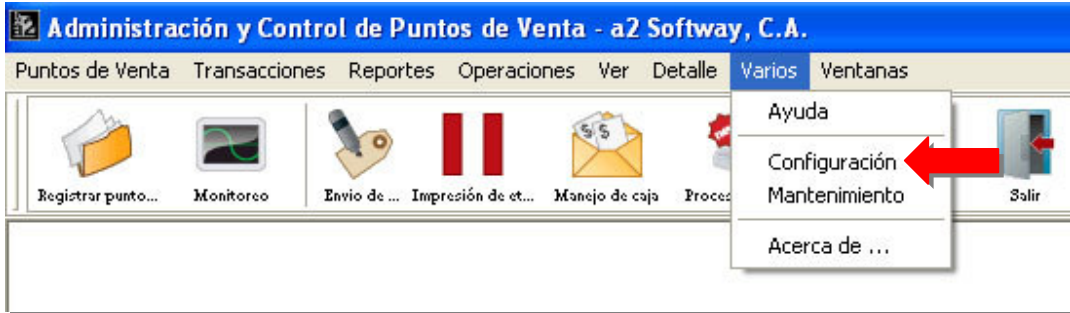 Administración y Control de Puntos de Venta - a2 Softway, C.A.
Puntos de Venta Transacciones Reportes Operaciones Ver Detalle Varios Ventanas
Ayuda
Configuración
Mantenimiento
Acerca de ...
Registrar punto... Monitoreo Envio de ... Impresión de et... Manejo de caja Salir